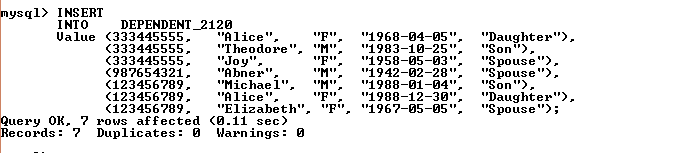 mysql> INSERT
INTO DEPENDENT_2120
Value (333445555, "Alice", "F", "1968-04-05", "Daughter"),
(333445555, "Theodore", "M", "1983-10-25", "Son"),
(333445555, "Joy", "F", "1958-05-03", "Spouse"),
(987654321, "Abner", "M", "1942-02-28", "Spouse"),
(123456789, "Michael", "M", "1988-01-04", "Son"),
(123456789, "Alice", "F", "1988-12-30", "Daughter"),
(123456789, "Elizabeth", "F", "1967-05-05", "Spouse");
Query OK, 7 rows affected (0.11 sec)
Records: 7 Duplicates: 0 Warnings: 0